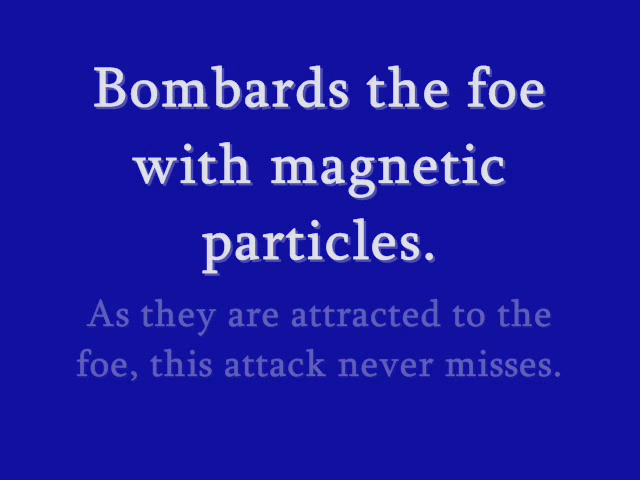 Bombards the foe
with magnetic
particles.
As they are attracted to the
foe, this attack never misses.